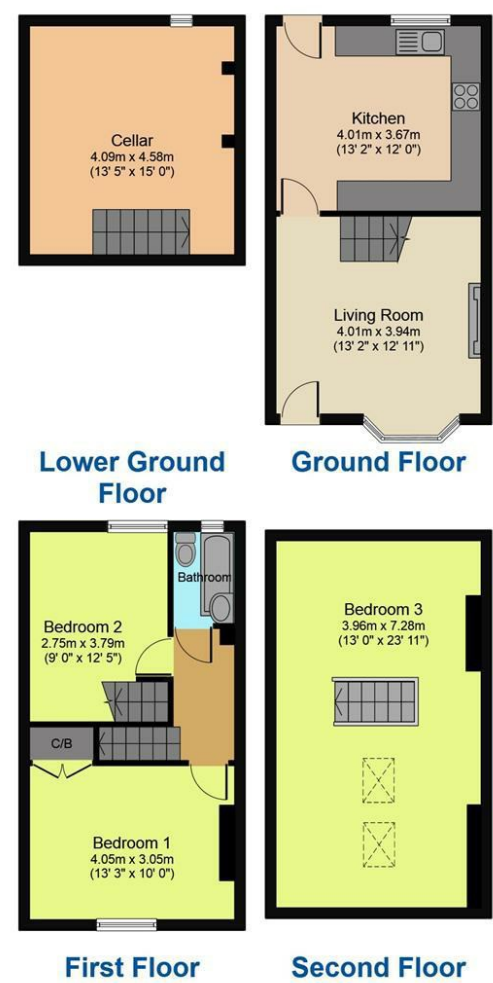 Cellar
4.09m x 4.58m
(13' 5" x 15' 0")
Kitchen
4.01m x 3.67m
(13' 2" x 12' 0")
Living Room
4.01m x 3.94m
(13' 2" x 12' 11")
Lower Ground
Floor
Ground Floor
Bathroom
Bedroom 2
2.75m x 3.79m
(9' 0" x 12' 5")
C/B
Bedroom 1
4.05m x 3.05m
(13' 3" x 10' 0")
Bedroom 3
3.96m x 7.28m
(13' 0" x 23' 11")
First Floor
Second Floor